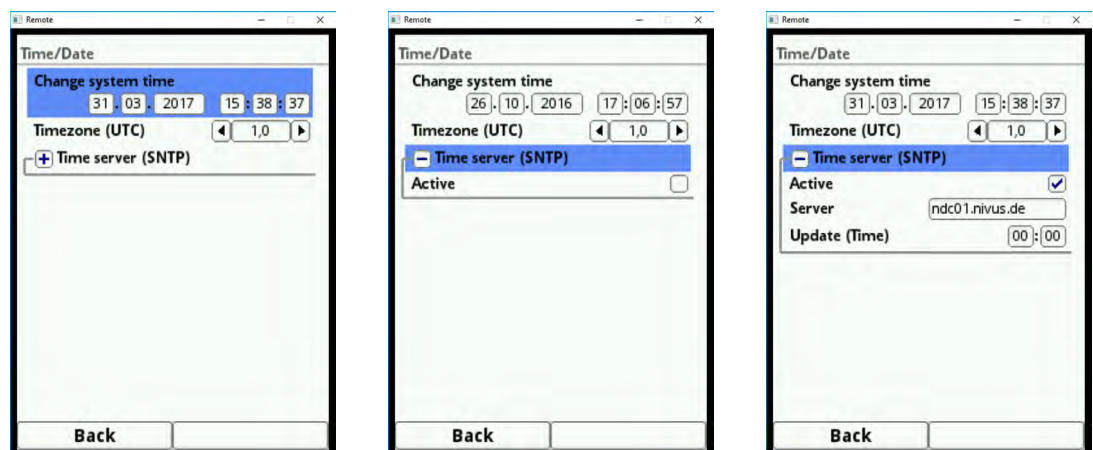 Remote
Time/Date
Change system time
31 . 03 . 2017 15 : 38 : 37
Timezone (UTC) 1,0
Time server (SNTP)
Back
Remote
Time/Date
Change system time
26 . 10 . 2016 17 : 06 : 57
Timezone (UTC) 1,0
Time server (SNTP)
Active
Back
Remote
Time/Date
Change system time
31 . 03 . 2017 15 : 38 : 37
Timezone (UTC) 1,0
Time server (SNTP)
Active
Server ndc01.nivus.de
Update (Time) 00 : 00
Back